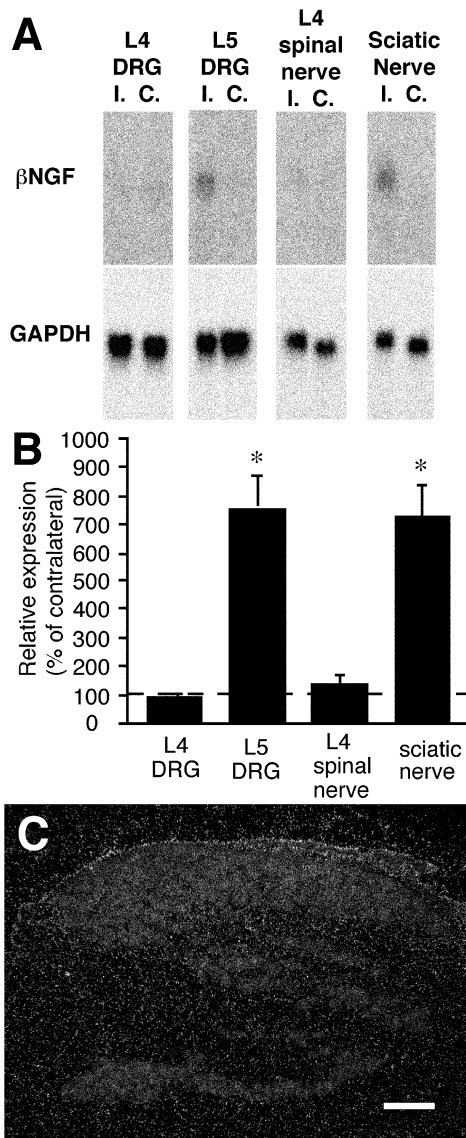 A
L4 DRG
L5 DRG
L4 spinal nerve
Sciatic Nerve
I. C. I. C. I. C. I. C.
βNGF
GAPDH
B
Relative expression
(% of contralateral)
1000
900
800
700
600
500
400
300
200
100
0
*
*
L4 DRG
L5 DRG
L4 spinal nerve
sciatic nerve
C